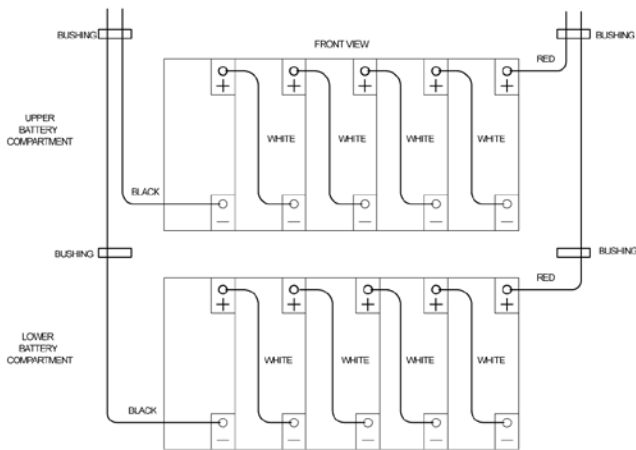 BUSHING
BUSHING
FRONT VIEW
RED
+ + + + +
UPPER
BATTERY
COMPARTMENT
WHITE WHITE WHITE WHITE
BLACK
– – – – –
BUSHING
BUSHING
RED
+ + + + +
LOWER
BATTERY
COMPARTMENT
WHITE WHITE WHITE WHITE
BLACK
– – – – –